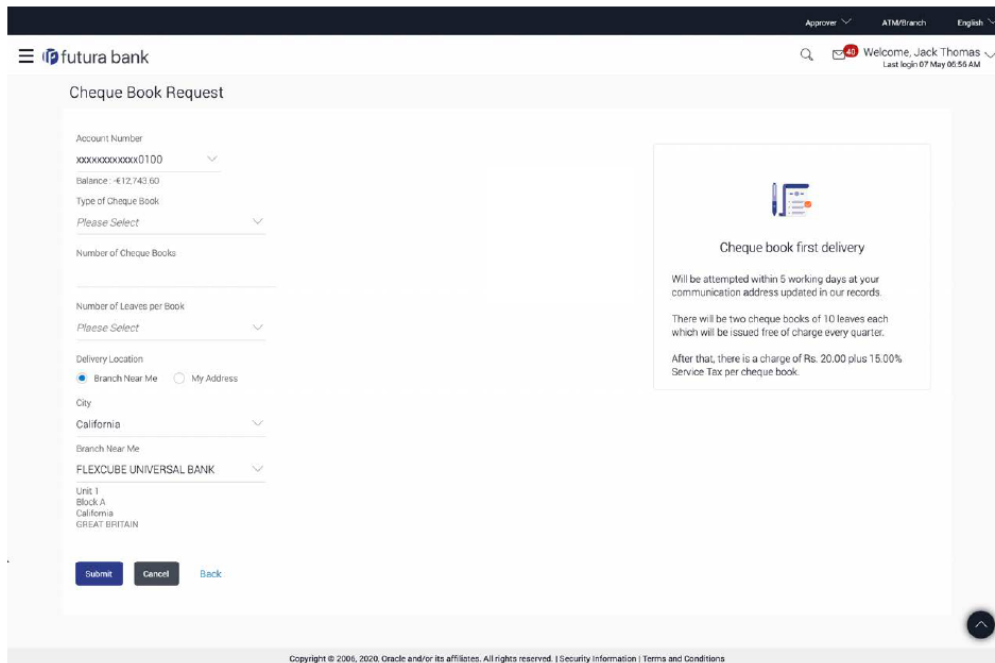 Approver ATM/Branch English
futura bank
40 Welcome, Jack Thomas
Last login 07 May 06:56 AM
Cheque Book Request
Account Number
xxxxxxxxxxxx0100
Balance : -€12,743.60
Type of Cheque Book
Please Select
Number of Cheque Books
Number of Leaves per Book
Please Select
Delivery Location
Branch Near Me My Address
City
California
Branch Near Me
FLEXCUBE UNIVERSAL BANK
Unit 1
Block A
California
GREAT BRITAIN
Submit Cancel Back
Cheque book first delivery
Will be attempted within 5 working days at your
communication address updated in our records.
There will be two cheque books of 10 leaves each
which will be issued free of charge every quarter.
After that, there is a charge of Rs. 20.00 plus 15.00%
Service Tax per cheque book.
Copyright © 2006, 2020, Oracle and/or its affiliates. All rights reserved. | Security Information | Terms and Conditions